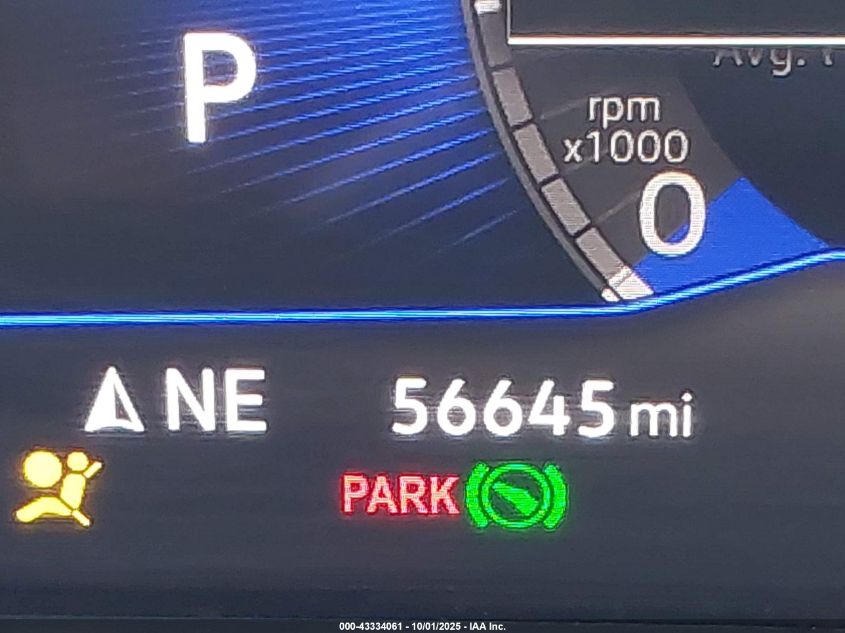 P
rpm
x1000
0
NE 56645 mi
PARK
000-43334061 - 10/01/2025 - IAA Inc.